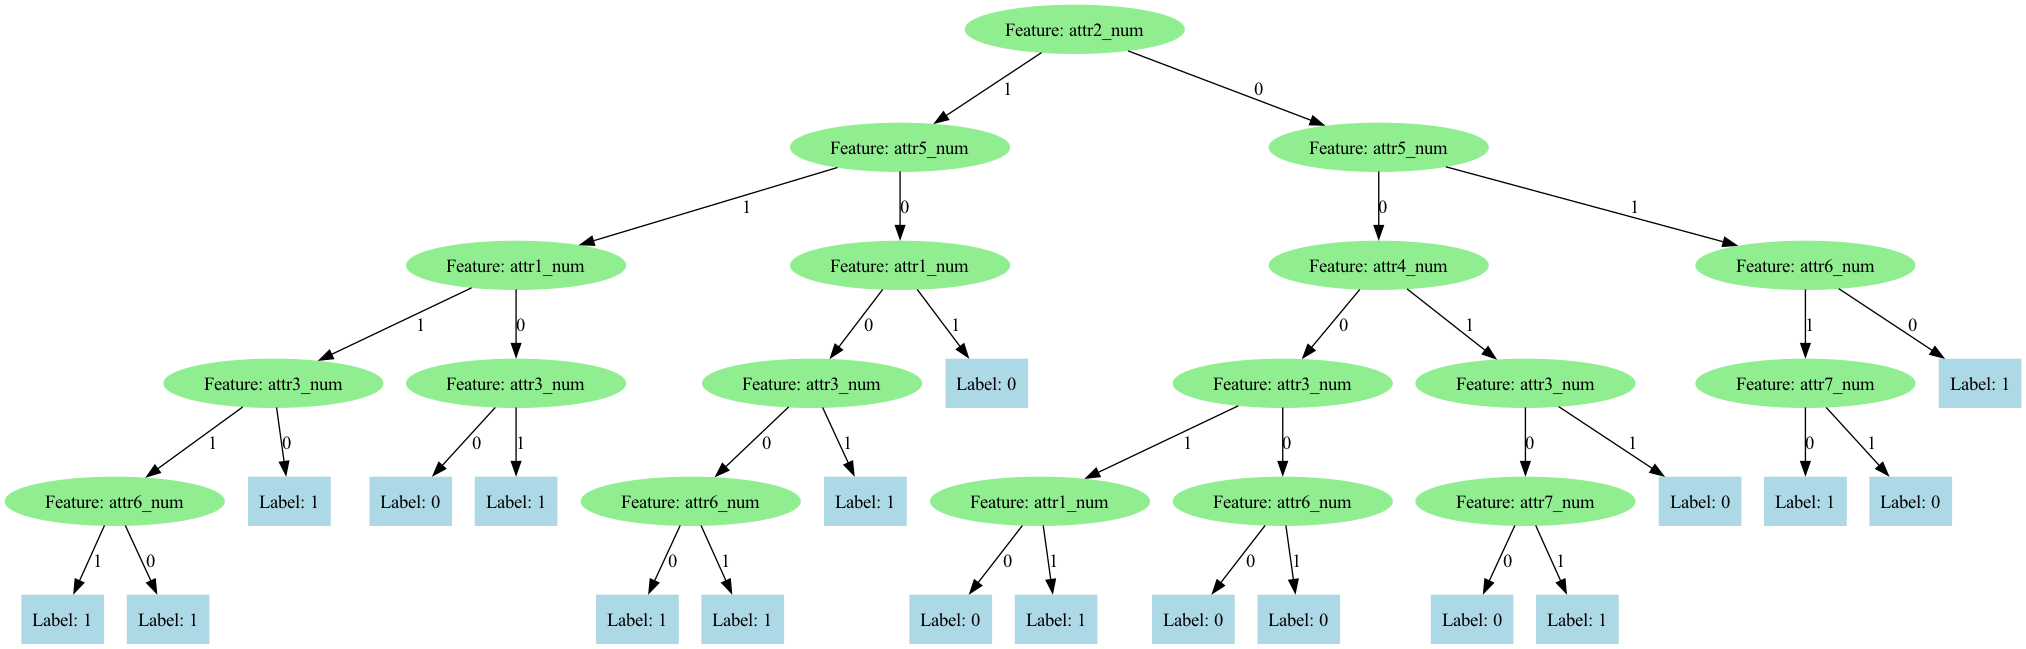 Feature: attr2_num
1
0
Feature: attr5_num
Feature: attr5_num
1
0
0
1
Feature: attr1_num
Feature: attr1_num
Feature: attr4_num
Feature: attr6_num
1
0
0
1
0
1
1
0
Feature: attr3_num
Feature: attr3_num
Feature: attr3_num
Label: 0
Feature: attr3_num
Feature: attr3_num
Feature: attr7_num
Label: 1
1
0
0
1
0
1
1
0
0
1
0
1
Feature: attr6_num
Label: 1
Label: 0
Label: 1
Feature: attr6_num
Label: 1
Feature: attr1_num
Feature: attr6_num
Feature: attr7_num
Label: 0
Label: 1
Label: 0
1
0
0
1
0
1
0
1
0
1
Label: 1
Label: 1
Label: 1
Label: 1
Label: 0
Label: 1
Label: 0
Label: 0
Label: 0
Label: 1